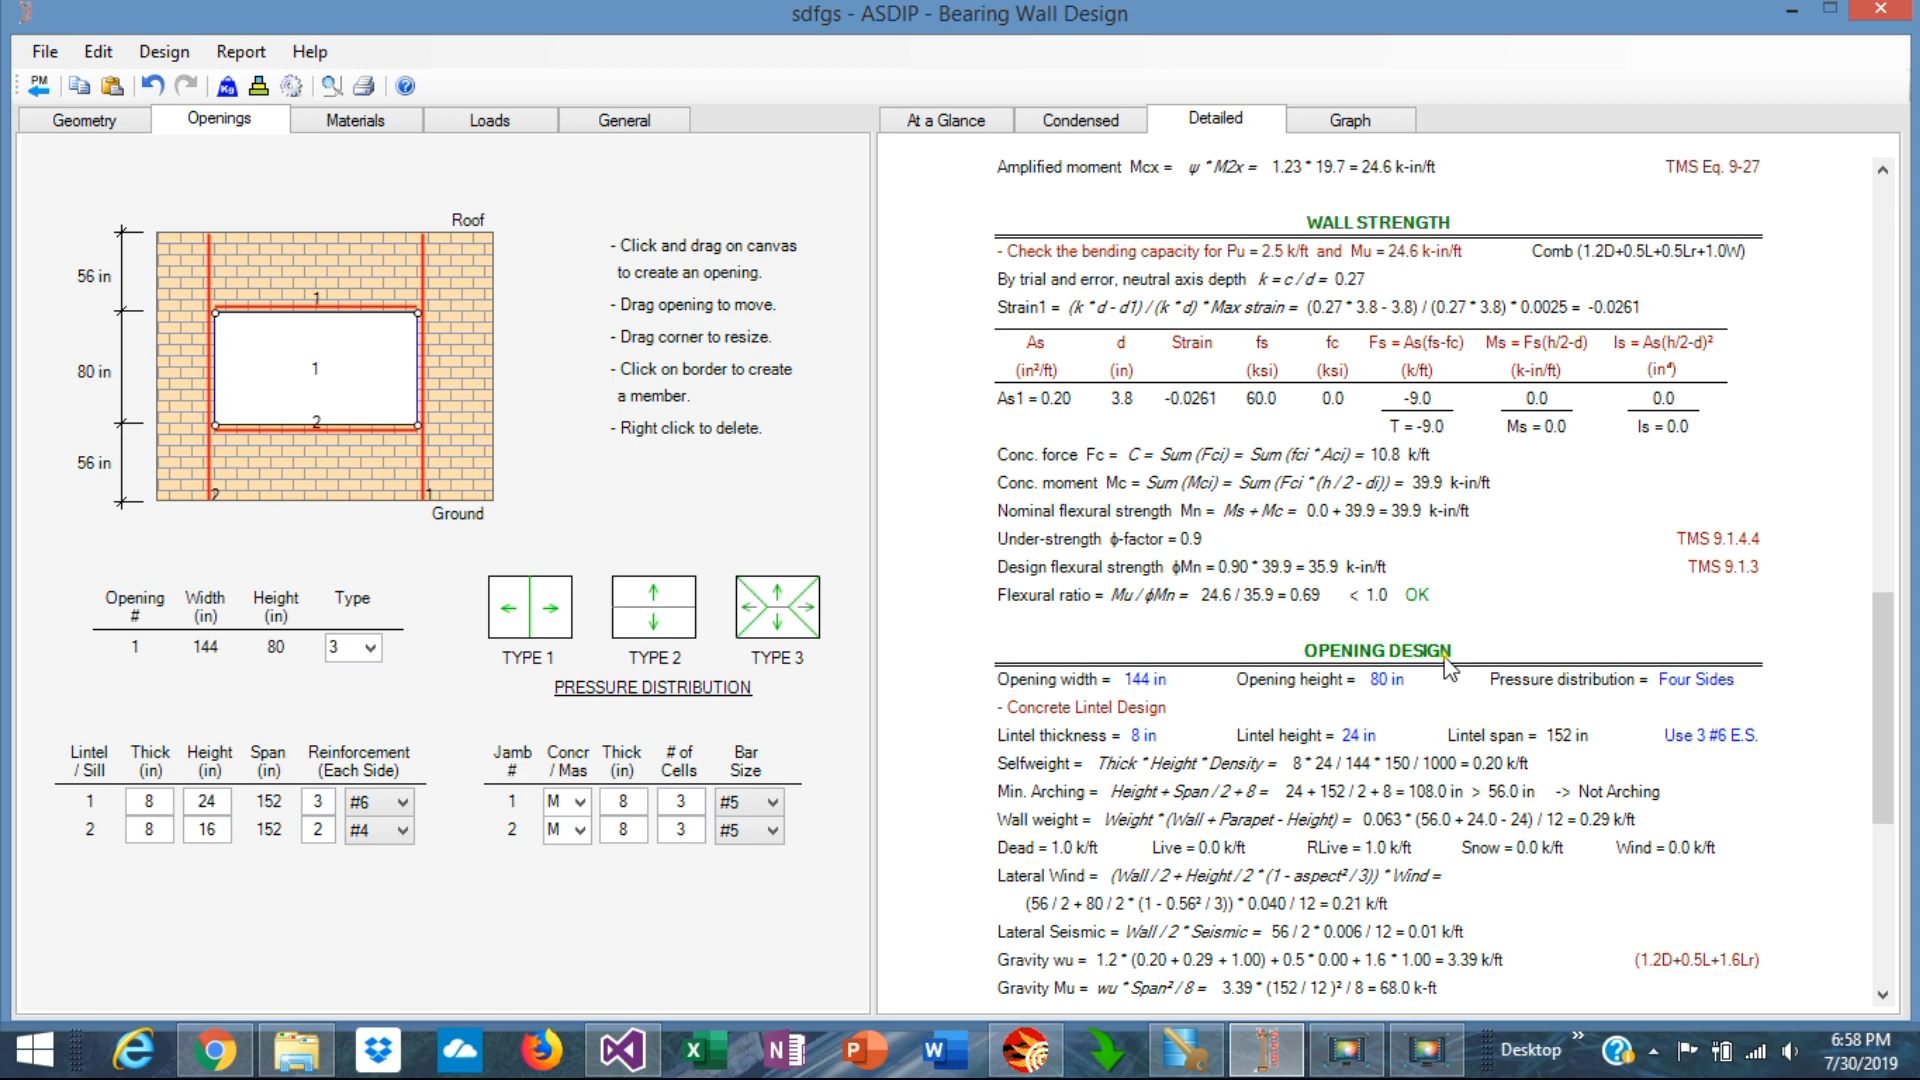 sdfgs - ASDIP - Bearing Wall Design
File Edit Design Report Help
PM
Kg
Geometry Openings Materials Loads General
At a Glance Condensed Detailed Graph
Roof
56 in
80 in
56 in
1
1
2
2 1
Ground
- Click and drag on canvas
to create an opening.
- Drag opening to move.
- Drag corner to resize.
- Click on border to create
a member.
- Right click to delete.
Opening Width Height Type
# (in) (in)
1 144 80 3
TYPE 1 TYPE 2 TYPE 3
PRESSURE DISTRIBUTION
Lintel Thick Height Span Reinforcement
/ Sill (in) (in) (in) (Each Side)
1 8 24 152 3 #6
2 8 16 152 2 #4
Jamb Concr Thick # of Bar
# / Mas (in) Cells Size
1 M 8 3 #5
2 M 8 3 #5
Amplified moment Mcx = ψ * M2x = 1.23 * 19.7 = 24.6 k-in/ft TMS Eq. 9-27
WALL STRENGTH
- Check the bending capacity for Pu = 2.5 k/ft and Mu = 24.6 k-in/ft Comb (1.2D+0.5L+0.5Lr+1.0W)
By trial and error, neutral axis depth k = c / d = 0.27
Strain1 = (k * d - d1) / (k * d) * Max strain = (0.27 * 3.8 - 3.8) / (0.27 * 3.8) * 0.0025 = -0.0261
As d Strain fs fc Fs = As(fs-fc) Ms = Fs(h/2-d) Is = As(h/2-d)²
(in²/ft) (in) (ksi) (ksi) (k/ft) (k-in/ft) (in⁴)
As1 = 0.20 3.8 -0.0261 60.0 0.0 -9.0 0.0 0.0
T = -9.0 Ms = 0.0 Is = 0.0
Conc. force Fc = C = Sum (Fci) = Sum (fci * Aci) = 10.8 k/ft
Conc. moment Mc = Sum (Mci) = Sum (Fci * (h / 2 - di)) = 39.9 k-in/ft
Nominal flexural strength Mn = Ms + Mc = 0.0 + 39.9 = 39.9 k-in/ft
Under-strength ϕ-factor = 0.9 TMS 9.1.4.4
Design flexural strength ϕMn = 0.90 * 39.9 = 35.9 k-in/ft TMS 9.1.3
Flexural ratio = Mu / ϕMn = 24.6 / 35.9 = 0.69 < 1.0 OK
OPENING DESIGN
Opening width = 144 in Opening height = 80 in Pressure distribution = Four Sides
- Concrete Lintel Design
Lintel thickness = 8 in Lintel height = 24 in Lintel span = 152 in Use 3 #6 E.S.
Selfweight = Thick * Height * Density = 8 * 24 / 144 * 150 / 1000 = 0.20 k/ft
Min. Arching = Height + Span / 2 + 8 = 24 + 152 / 2 + 8 = 108.0 in > 56.0 in -> Not Arching
Wall weight = Weight * (Wall + Parapet - Height) = 0.063 * (56.0 + 24.0 - 24) / 12 = 0.29 k/ft
Dead = 1.0 k/ft Live = 0.0 k/ft RLive = 1.0 k/ft Snow = 0.0 k/ft Wind = 0.0 k/ft
Lateral Wind = (Wall / 2 + Height / 2 * (1 - aspect² / 3)) * Wind =
(56 / 2 + 80 / 2 * (1 - 0.56² / 3)) * 0.040 / 12 = 0.21 k/ft
Lateral Seismic = Wall / 2 * Seismic = 56 / 2 * 0.006 / 12 = 0.01 k/ft
Gravity wu = 1.2 * (0.20 + 0.29 + 1.00) + 0.5 * 0.00 + 1.6 * 1.00 = 3.39 k/ft (1.2D+0.5L+1.6Lr)
Gravity Mu = wu * Span² / 8 = 3.39 * (152 / 12 )² / 8 = 68.0 k-ft
Desktop
6:58 PM
7/30/2019